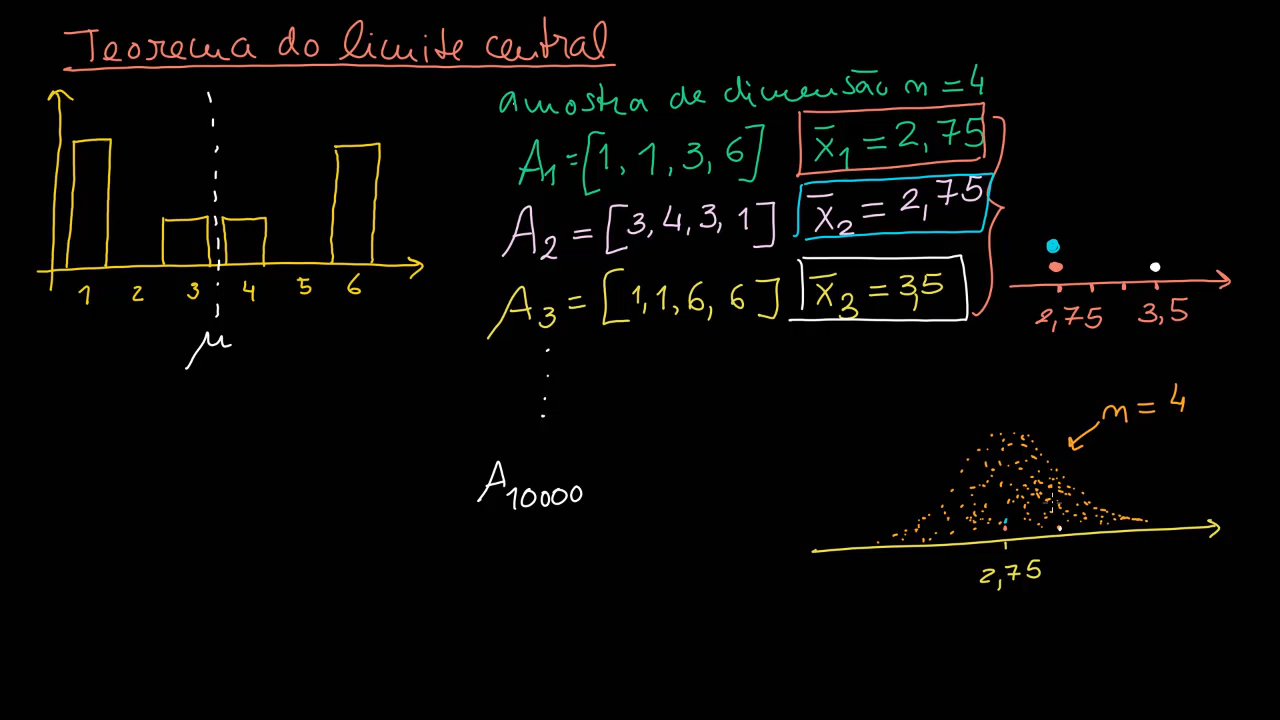 Teorema do limite central
amostra de dimensão n = 4
A1 = [1, 1, 3, 6] x̄1 = 2,75
A2 = [3, 4, 3, 1] x̄2 = 2,75
A3 = [1, 1, 6, 6] x̄3 = 3,5
1 2 3 4 5 6
μ
2,75 3,5
n = 4
A10000
2,75